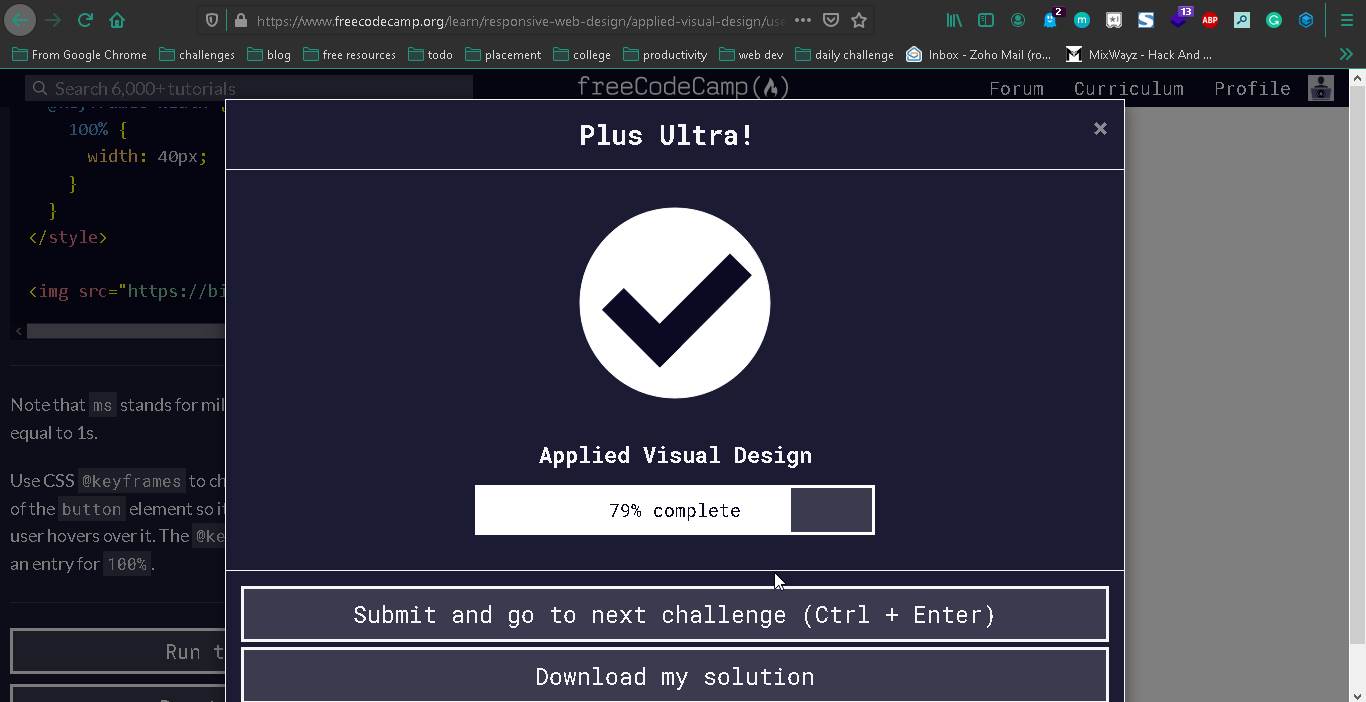 https://www.freecodecamp.org/learn/responsive-web-design/applied-visual-design/use
2
13
ABP
From Google Chrome
challenges
blog
free resources
todo
placement
college
productivity
web dev
daily challenge
Inbox - Zoho Mail (ro...
MixWayz - Hack And ...
Search 6,000+ tutorials
freeCodeCamp
Forum
Curriculum
Profile
100% {
width: 40px;
}
}
</style>
<img src="https://bi
Note that ms stands for mil
equal to 1s.
Use CSS @keyframes to ch
of the button element so it
user hovers over it. The @ke
an entry for 100%.
Run t
Plus Ultra!
×
Applied Visual Design
79% complete
Submit and go to next challenge (Ctrl + Enter)
Download my solution